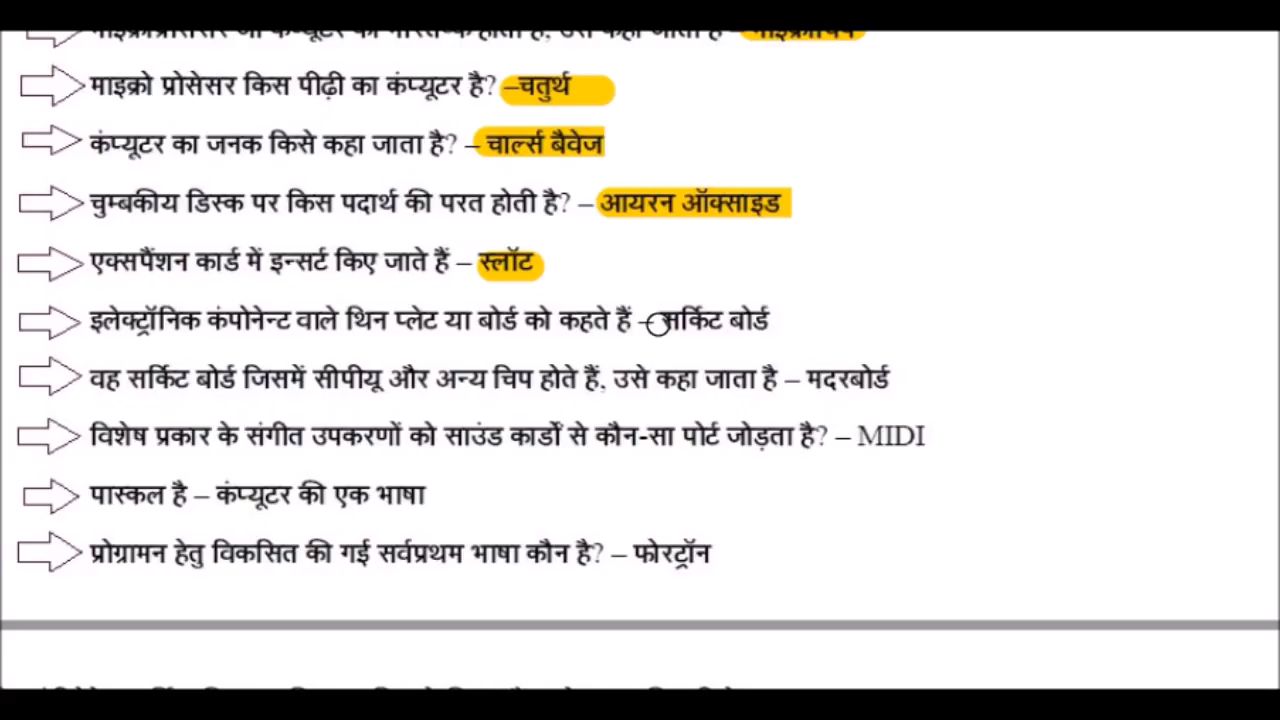 माइक्रो प्रोसेसर किस पीढ़ी का कंप्यूटर है? –चतुर्थ
कंप्यूटर का जनक किसे कहा जाता है? – चार्ल्स बैवेज
चुम्बकीय डिस्क पर किस पदार्थ की परत होती है? – आयरन ऑक्साइड
एक्सपैंशन कार्ड में इन्सर्ट किए जाते हैं – स्लॉट
इलेक्ट्रॉनिक कंपोनेन्ट वाले थिन प्लेट या बोर्ड को कहते हैं – सर्किट बोर्ड
वह सर्किट बोर्ड जिसमें सीपीयू और अन्य चिप होते हैं, उसे कहा जाता है – मदरबोर्ड
विशेष प्रकार के संगीत उपकरणों को साउंड कार्डों से कौन-सा पोर्ट जोड़ता है? – MIDI
पास्कल है – कंप्यूटर की एक भाषा
प्रोग्रामन हेतु विकसित की गई सर्वप्रथम भाषा कौन है? – फोरट्रॉन